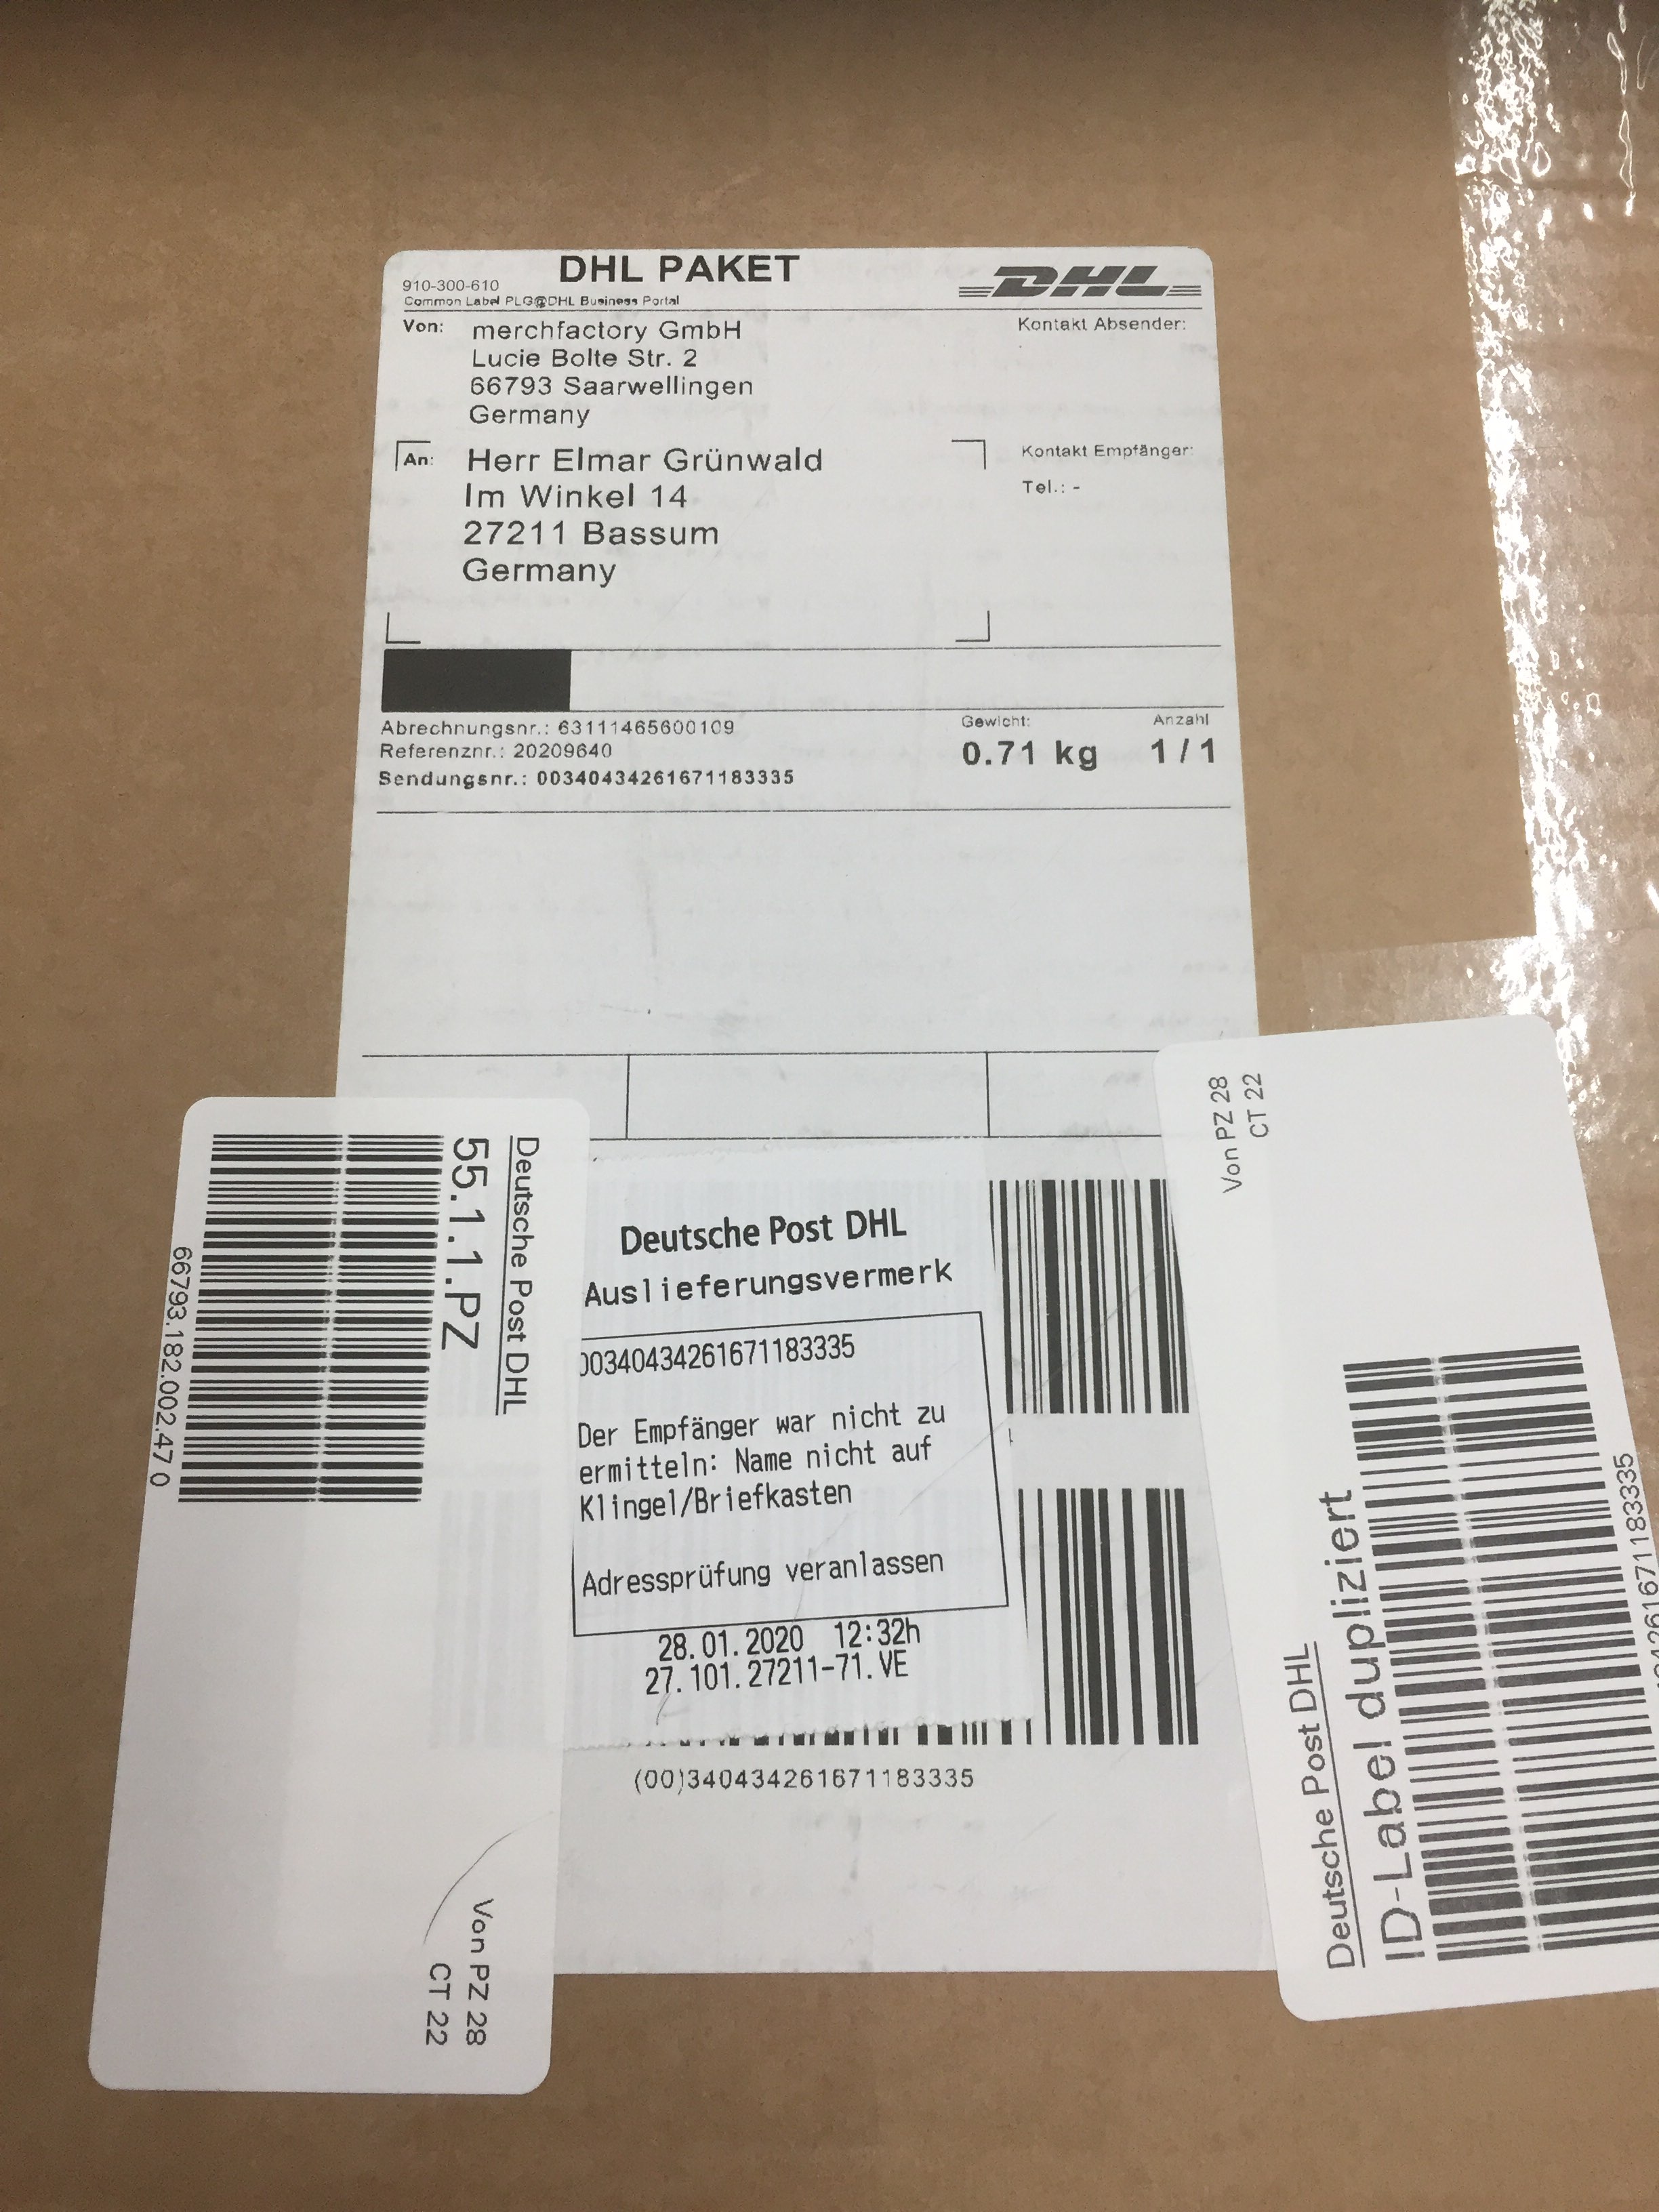 DHL PAKET
DHL
910-300-610
Common Label PLG@DHL Business Portal
Von:
merchfactory GmbH
Lucie Bolte Str. 2
66793 Saarwellingen
Germany
Kontakt Absender:
An:
Herr Elmar Grünwald
Im Winkel 14
27211 Bassum
Germany
Kontakt Empfänger:
Tel.: -
Abrechnungsnr.: 63111465600109
Referenznr.: 20209640
Sendungsnr.: 00340434261671183335
Gewicht:
0.71 kg
Anzahl
1 / 1
Deutsche Post DHL
55.1.1.PZ
66793.182.002.47 0
Von PZ 28
CT 22
Deutsche Post DHL
Auslieferungsvermerk
00340434261671183335
Der Empfänger war nicht zu
ermitteln: Name nicht auf
Klingel/Briefkasten
Adressprüfung veranlassen
28.01.2020 12:32h
27.101.27211-71.VE
(00)340434261671183335
Von PZ 28
CT 22
Deutsche Post DHL
ID-Label dupliziert